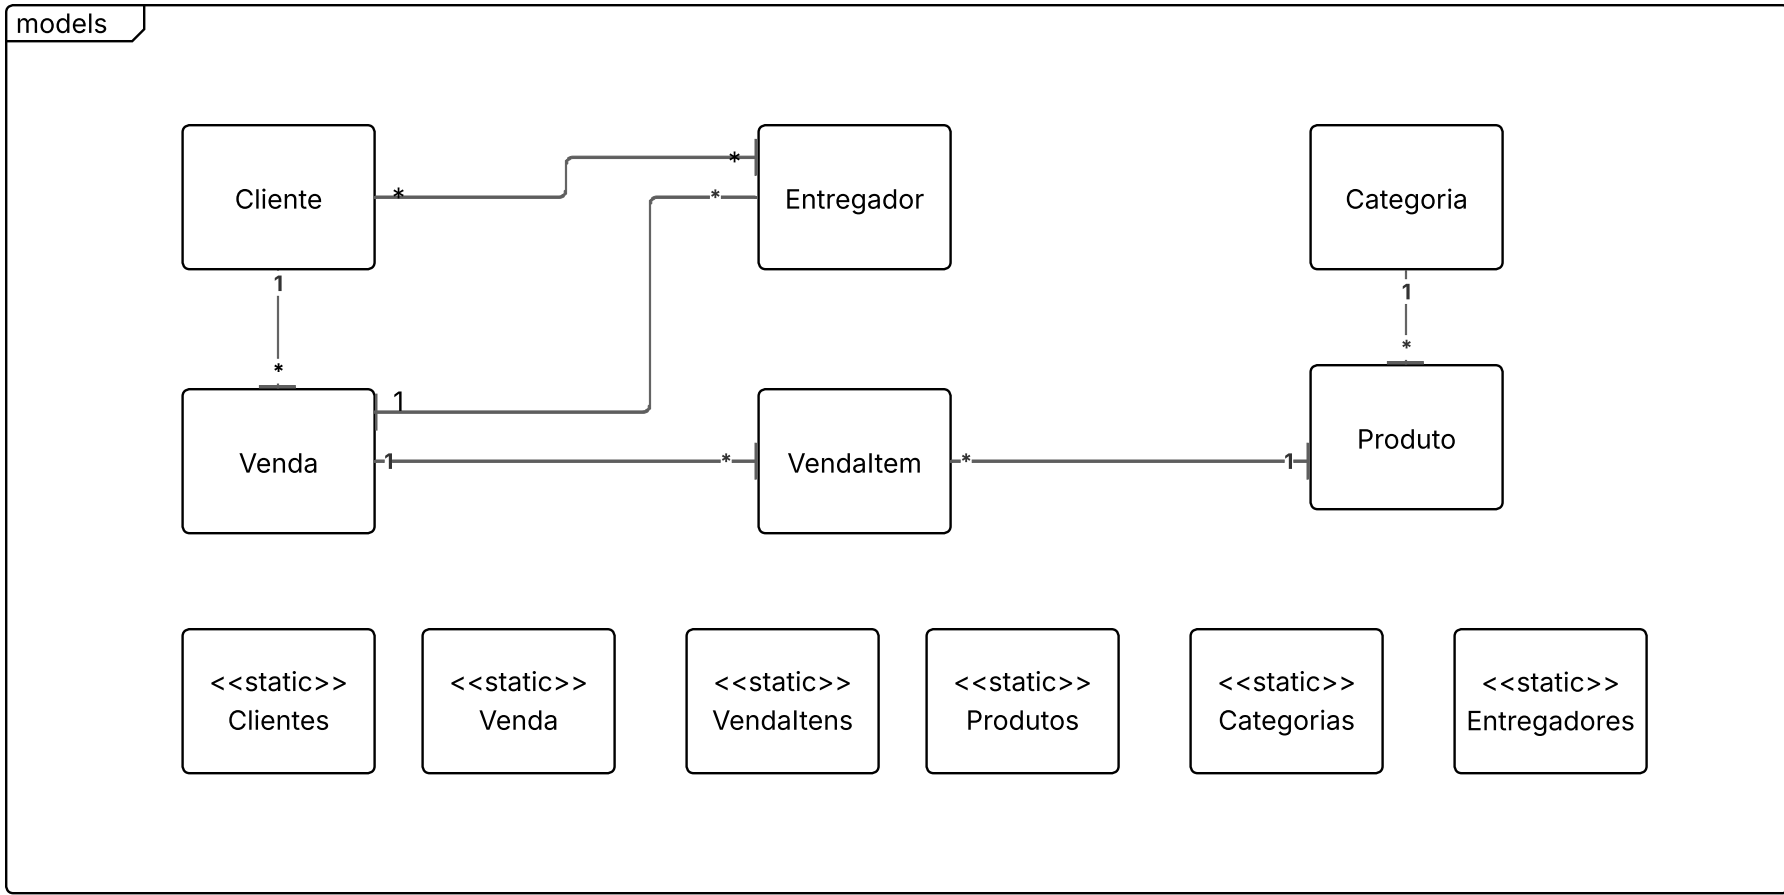 models
Cliente
*
*
*
Entregador
Categoria
1
*
1
*
1
Venda
1
*
VendaItem
*
1
Produto
<<static>>
Clientes
<<static>>
Venda
<<static>>
VendaItens
<<static>>
Produtos
<<static>>
Categorias
<<static>>
Entregadores